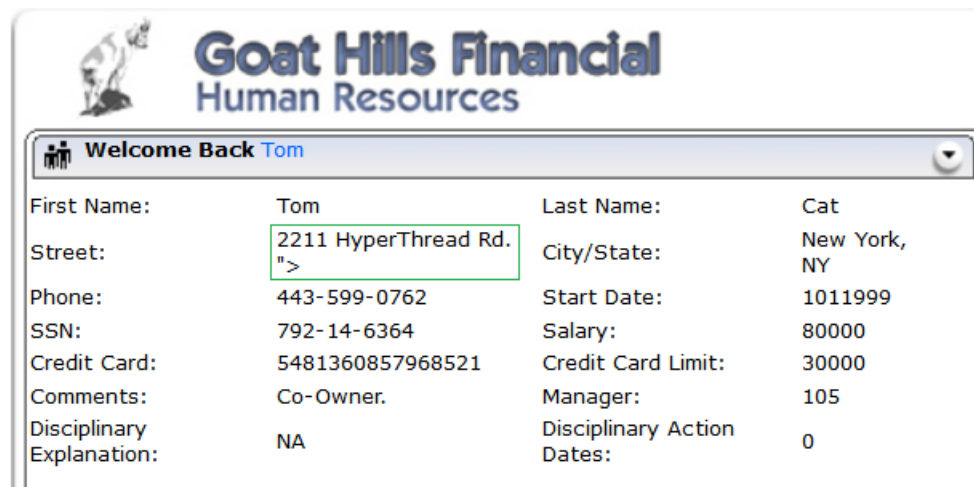 Goat Hills Financial
Human Resources
Welcome Back Tom
First Name: Tom Last Name: Cat
Street: 2211 HyperThread Rd. "> City/State: New York, NY
Phone: 443-599-0762 Start Date: 1011999
SSN: 792-14-6364 Salary: 80000
Credit Card: 5481360857968521 Credit Card Limit: 30000
Comments: Co-Owner. Manager: 105
Disciplinary Explanation: NA Disciplinary Action Dates: 0